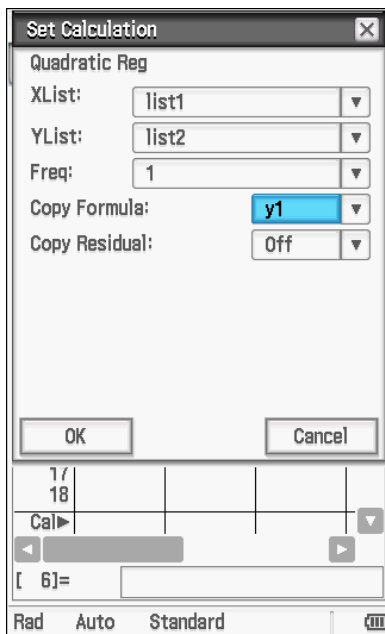 Set Calculation
Quadratic Reg
XList: list1
YList: list2
Freq: 1
Copy Formula: y1
Copy Residual: Off
OK Cancel
17
18
Cal▶
[ 6]=
Rad Auto Standard